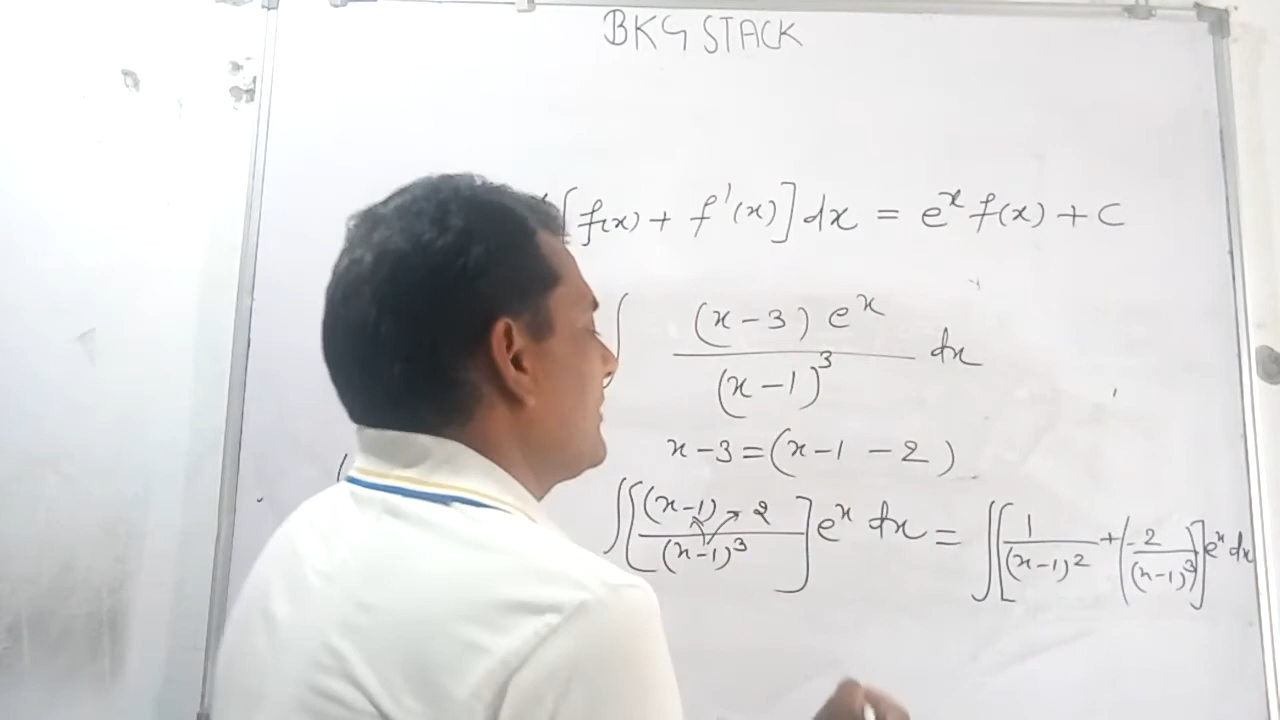 BKG STACK
[f(x) + f'(x)] dx = e^x f(x) + C
∫ (x-3) e^x / (x-1)^3 dx
x-3 = (x-1 -2)
∫[((x-1) - 2) / (x-1)^3] e^x dx = ∫[1/(x-1)^2 + (-2/(x-1)^3)] e^x dx